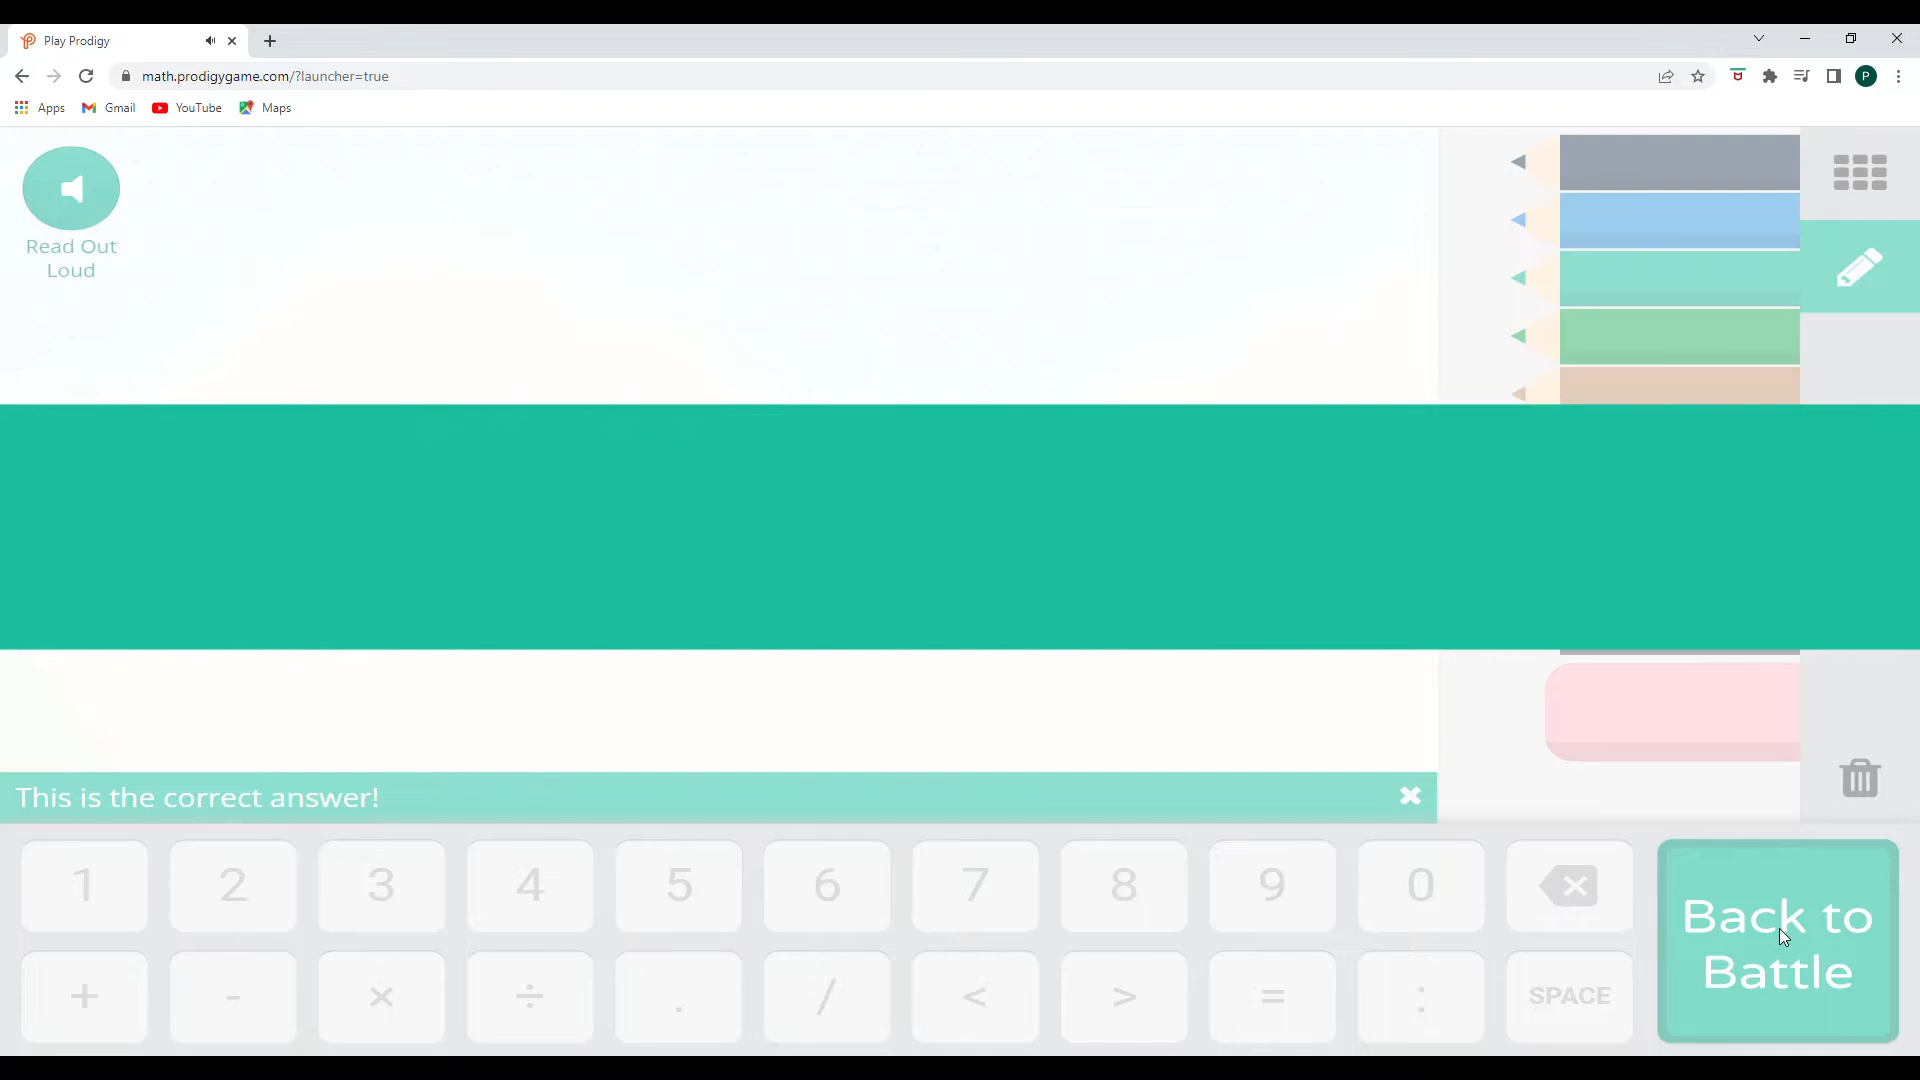 Play Prodigy
math.prodigygame.com/?launcher=true
P
Apps Gmail YouTube Maps
Read Out
Loud
This is the correct answer!
1 2 3 4 5 6 7 8 9 0
+ - × ÷ . / < > = : SPACE
Back to
Battle